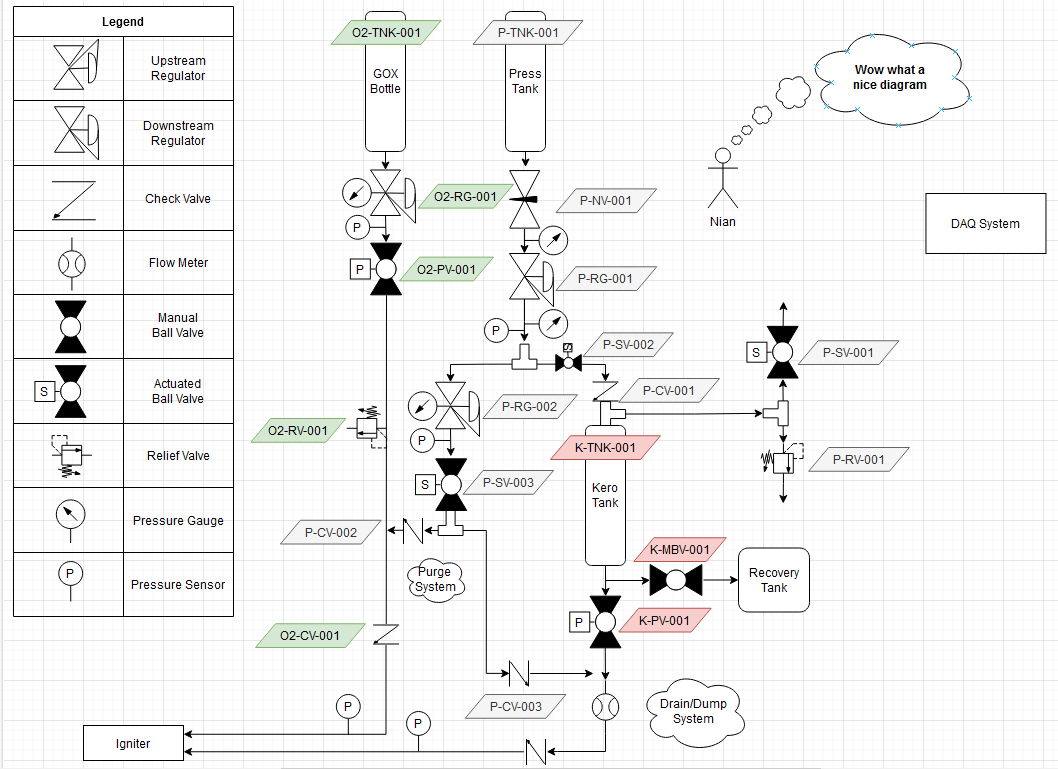 Legend
Upstream
Regulator
Downstream
Regulator
Check Valve
Flow Meter
Manual
Ball Valve
S
Actuated
Ball Valve
Relief Valve
Pressure Gauge
P
Pressure Sensor
O2-TNK-001
GOX
Bottle
P-TNK-001
Press
Tank
Wow what a
nice diagram
Nian
DAQ System
O2-RG-001
P-NV-001
P
P
O2-PV-001
P-RG-001
P
P-SV-002
S
S
P-SV-001
P-CV-001
P-RG-002
O2-RV-001
P
K-TNK-001
P-RV-001
S
P-SV-003
Kero
Tank
P-CV-002
K-MBV-001
Purge
System
Recovery
Tank
P
K-PV-001
O2-CV-001
P-CV-003
Drain/Dump
System
P
P
Igniter